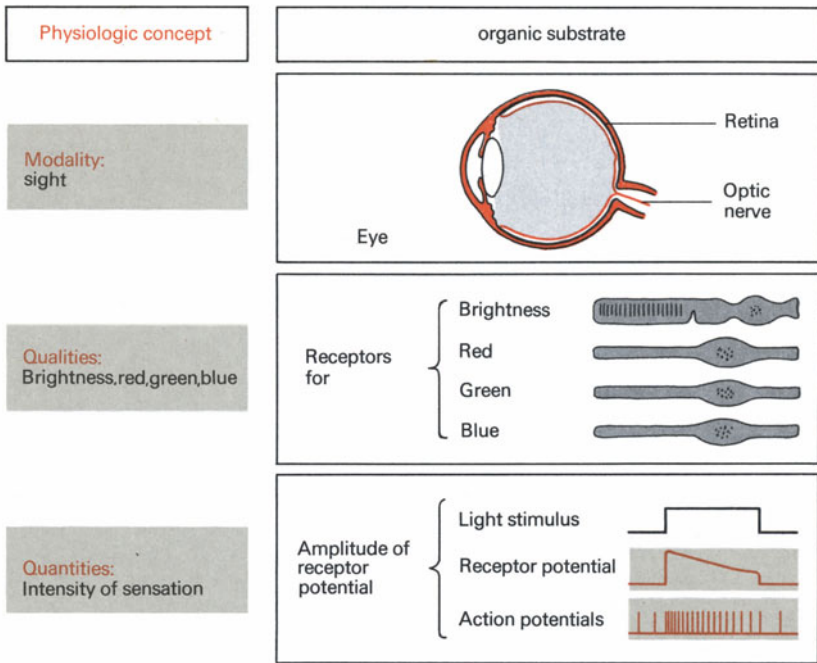 Physiologic concept
organic substrate
Modality:
sight
Eye
Retina
Optic
nerve
Qualities:
Brightness,red,green,blue
Receptors
for
Brightness
Red
Green
Blue
Quantities:
Intensity of sensation
Amplitude of
receptor
potential
Light stimulus
Receptor potential
Action potentials